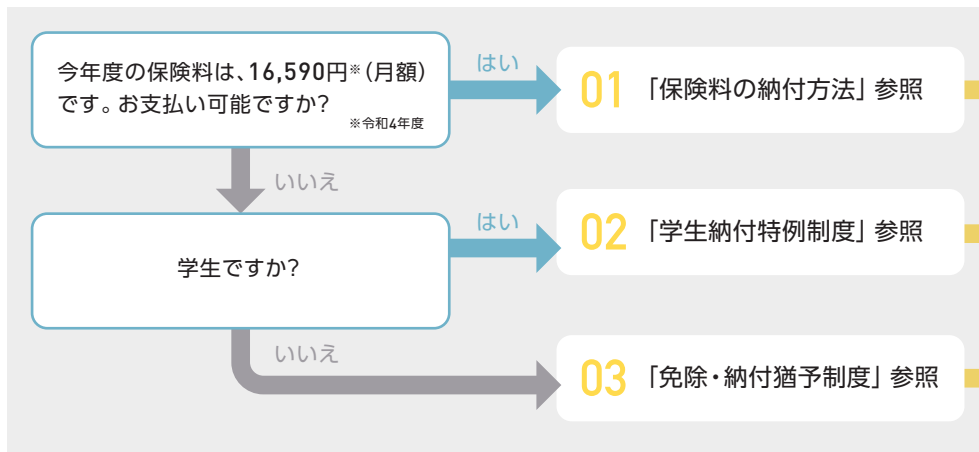 今年度の保険料は、16,590円※(月額)
です。お支払い可能ですか?
※令和4年度
はい
01 「保険料の納付方法」参照
いいえ
学生ですか?
はい
02 「学生納付特例制度」参照
いいえ
03 「免除・納付猶予制度」参照